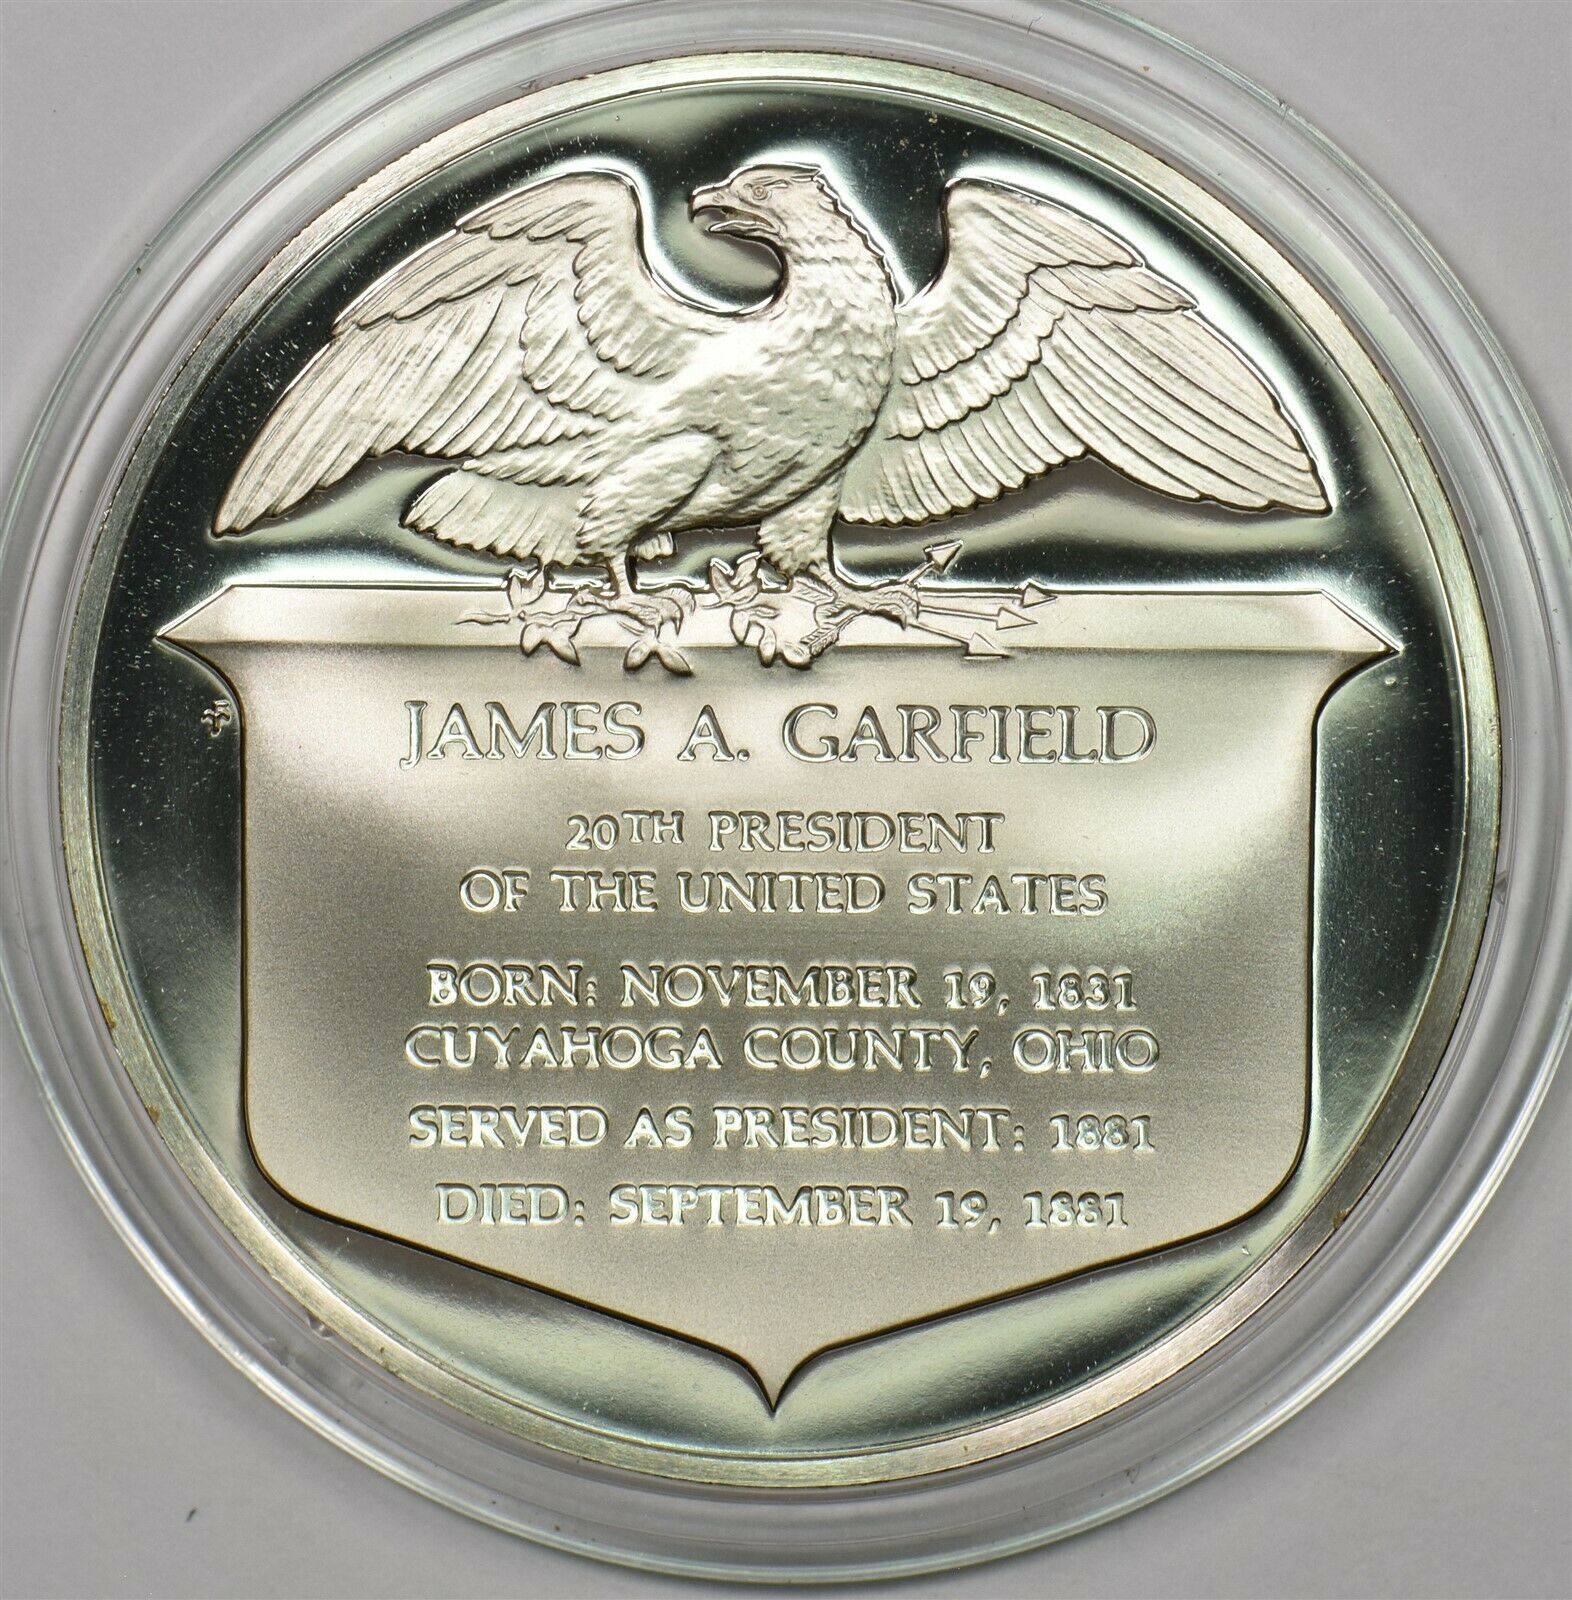 JAMES A. GARFIELD
20TH PRESIDENT
OF THE UNITED STATES
BORN: NOVEMBER 19, 1831
CUYAHOGA COUNTY, OHIO
SERVED AS PRESIDENT: 1881
DIED: SEPTEMBER 19, 1881